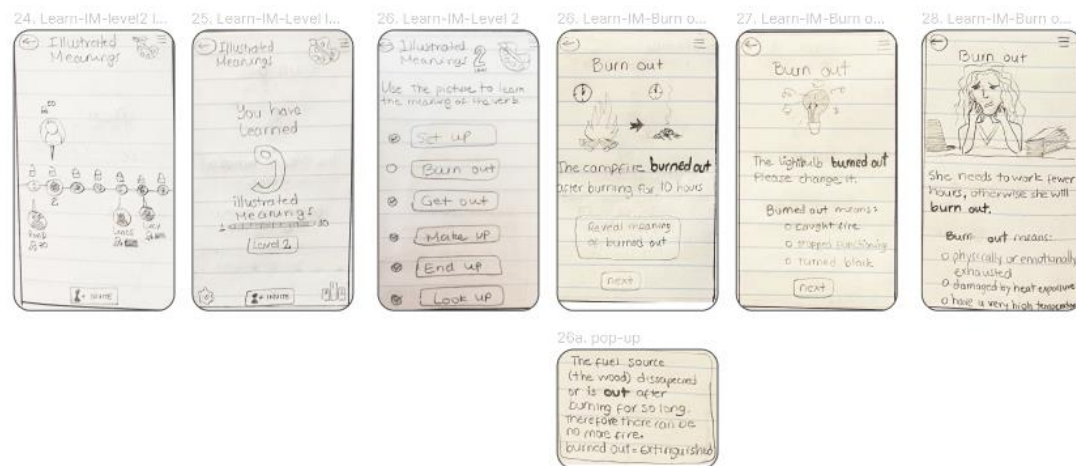 24. Learn-IM-level2 l...
Illustrated
Meanings
2
INVITE
25. Learn-IM-Level l...
Illustrated
Meanings
You have
Learned
9
illustrated
Meanings
Level 2
INVITE
26. Learn-IM-Level 2
Illustrated
Meanings
2
Use the picture to learn
the meaning of the verb
Set up
Burn out
Get out
Make up
End up
Look up
26. Learn-IM-Burn o...
Burn out
The campfire burned out
after burning for 10 hours
Reveal meaning
of burned out
next
26a. pop-up
The fuel source
(the wood) dissapeared
or is out after
burning for so long.
Therefore there can be
no more fire.
burned out = extinguished
27. Learn-IM-Burn o...
Burn out
The lightbulb burned out
Please change it.
Burned out means:
caught fire
stopped functioning
turned black
next
28. Learn-IM-Burn o...
Burn out
She needs to work fewer
hours, otherwise she will
burn out.
Burn out means:
physically or emotionally
exhausted
damaged by heat exposure
have a very high